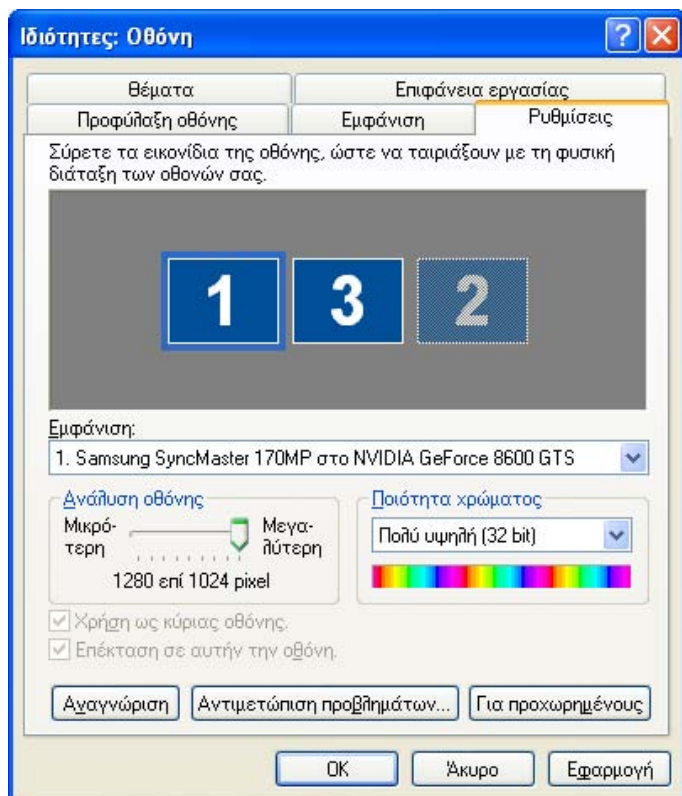 Ιδιότητες: Οθόνη
Θέματα
Επιφάνεια εργασίας
Προφύλαξη οθόνης
Εμφάνιση
Ρυθμίσεις
Σύρετε τα εικονίδια της οθόνης, ώστε να ταιριάξουν με τη φυσική
διάταξη των οθονών σας.
1
3
2
Εμφάνιση:
1. Samsung SyncMaster 170MP στο NVIDIA GeForce 8600 GTS
Ανάλυση οθόνης
Μικρό-
τερη
Μεγα-
λύτερη
1280 επί 1024 pixel
Ποιότητα χρώματος
Πολύ υψηλή (32 bit)
Χρήση ως κύριας οθόνης.
Επέκταση σε αυτήν την οθόνη.
Αναγνώριση
Αντιμετώπιση προβλημάτων...
Για προχωρημένους
OK
Άκυρο
Εφαρμογή